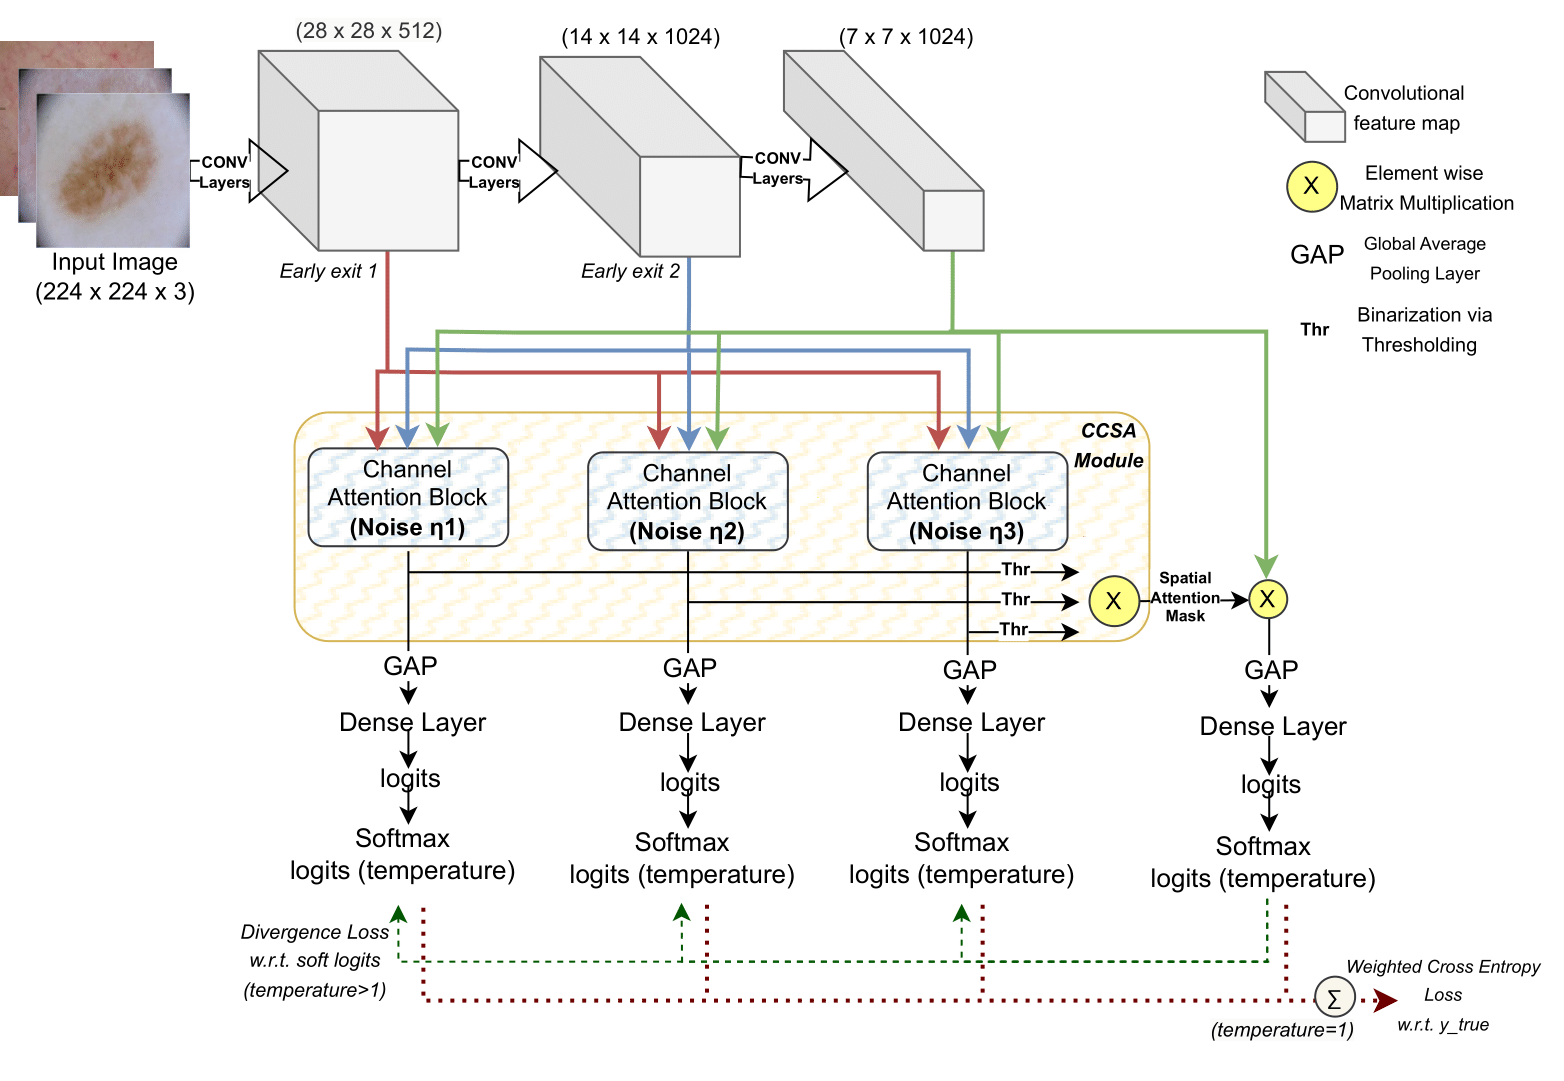 (28 x 28 x 512)
(14 x 14 x 1024)
(7 x 7 x 1024)
CONV
Layers
CONV
Layers
CONV
Layers
Input Image
(224 x 224 x 3)
Early exit 1
Early exit 2
Convolutional
feature map
X
Element wise
Matrix Multiplication
GAP
Global Average
Pooling Layer
Thr
Binarization via
Thresholding
CCSA
Module
Channel
Attention Block
(Noise η1)
Channel
Attention Block
(Noise η2)
Channel
Attention Block
(Noise η3)
Thr
Thr
Thr
X
Spatial
Attention
Mask
X
GAP
Dense Layer
logits
Softmax
logits (temperature)
GAP
Dense Layer
logits
Softmax
logits (temperature)
GAP
Dense Layer
logits
Softmax
logits (temperature)
GAP
Dense Layer
logits
Softmax
logits (temperature)
Divergence Loss
w.r.t. soft logits
(temperature>1)
Σ
(temperature=1)
Weighted Cross Entropy
Loss
w.r.t. y_true